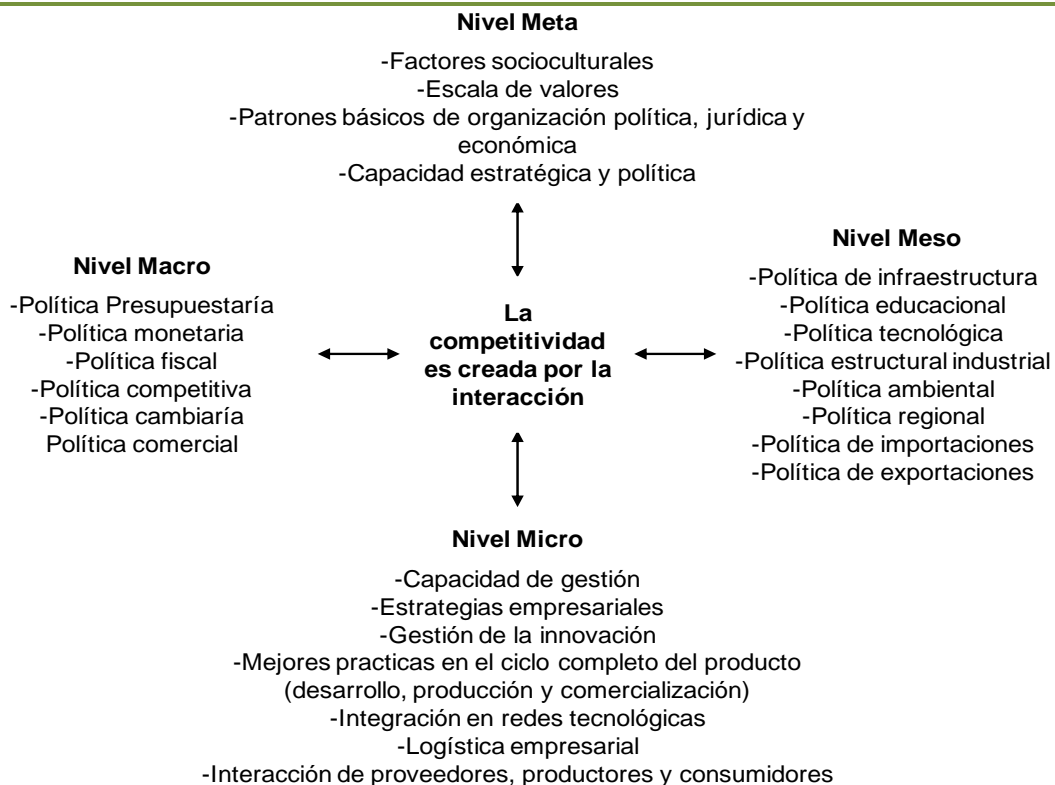 Nivel Meta
-Factores socioculturales
-Escala de valores
-Patrones básicos de organización política, jurídica y
económica
-Capacidad estratégica y política
Nivel Macro
-Política Presupuestaría
-Política monetaria
-Política fiscal
-Política competitiva
-Política cambiaría
Política comercial
La
competitividad
es creada por la
interacción
Nivel Meso
-Política de infraestructura
-Política educacional
-Política tecnológica
-Política estructural industrial
-Política ambiental
-Política regional
-Política de importaciones
-Política de exportaciones
Nivel Micro
-Capacidad de gestión
-Estrategias empresariales
-Gestión de la innovación
-Mejores practicas en el ciclo completo del producto
(desarrollo, producción y comercialización)
-Integración en redes tecnológicas
-Logística empresarial
-Interacción de proveedores, productores y consumidores